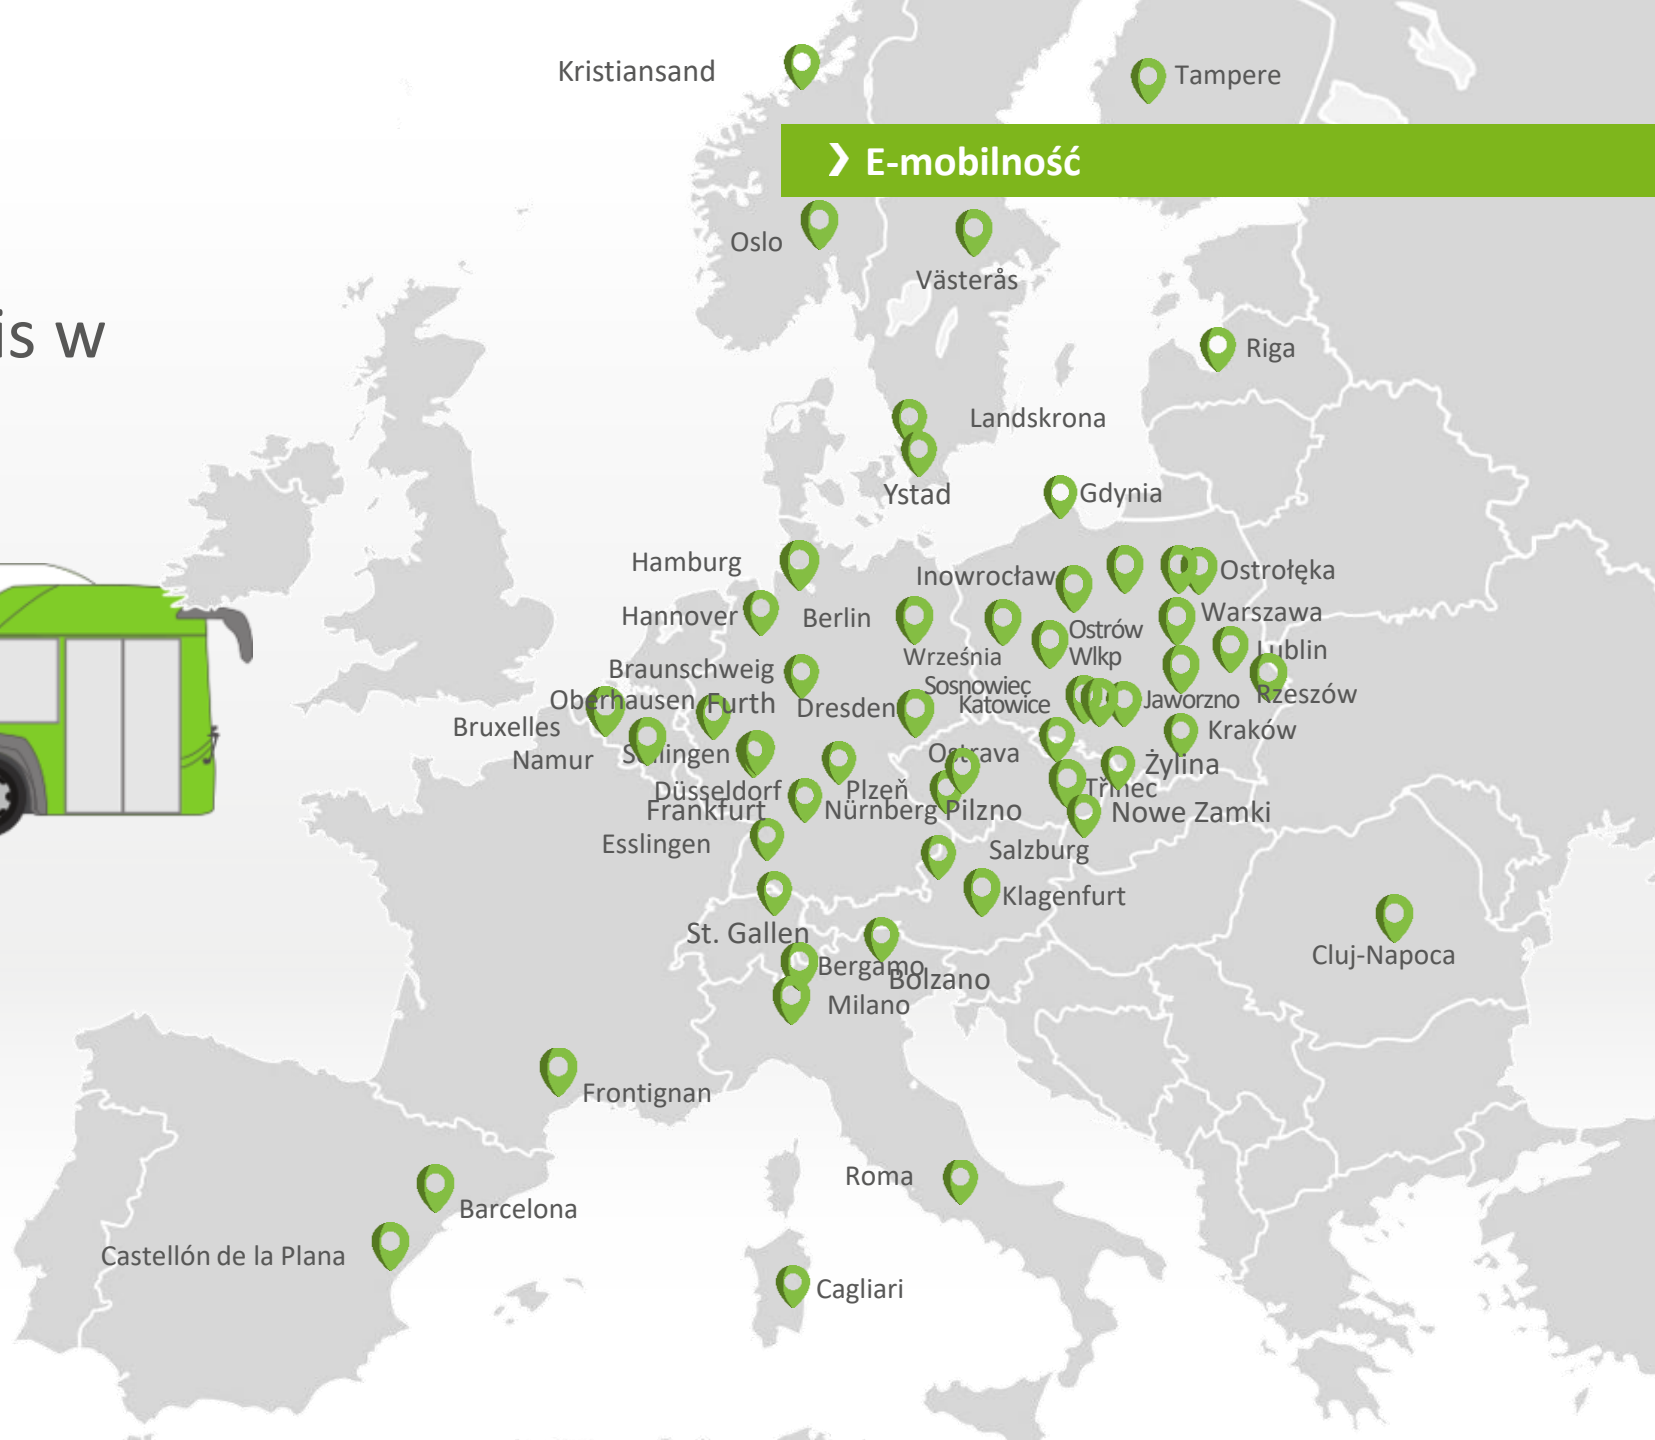 Kristiansand
Tampere
❯ E-mobilność
Oslo
Västerås
is w
Riga
Landskrona
Ystad
Gdynia
Hamburg
Inowrocław
Ostrołęka
Hannover
Berlin
Warszawa
Ostrów
Wlkp
Września
Lublin
Braunschweig
Sosnowiec
Katowice
Jaworzno
Rzeszów
Oberhausen
Furth
Dresden
Bruxelles
Kraków
Namur
Sollingen
Ostrava
Żylina
Düsseldorf
Plzeň
Třinec
Frankfurt
Nürnberg
Pilzno
Nowe Zamki
Esslingen
Salzburg
Klagenfurt
St. Gallen
Bergamo
Bolzano
Milano
Cluj-Napoca
Frontignan
Roma
Barcelona
Castellón de la Plana
Cagliari